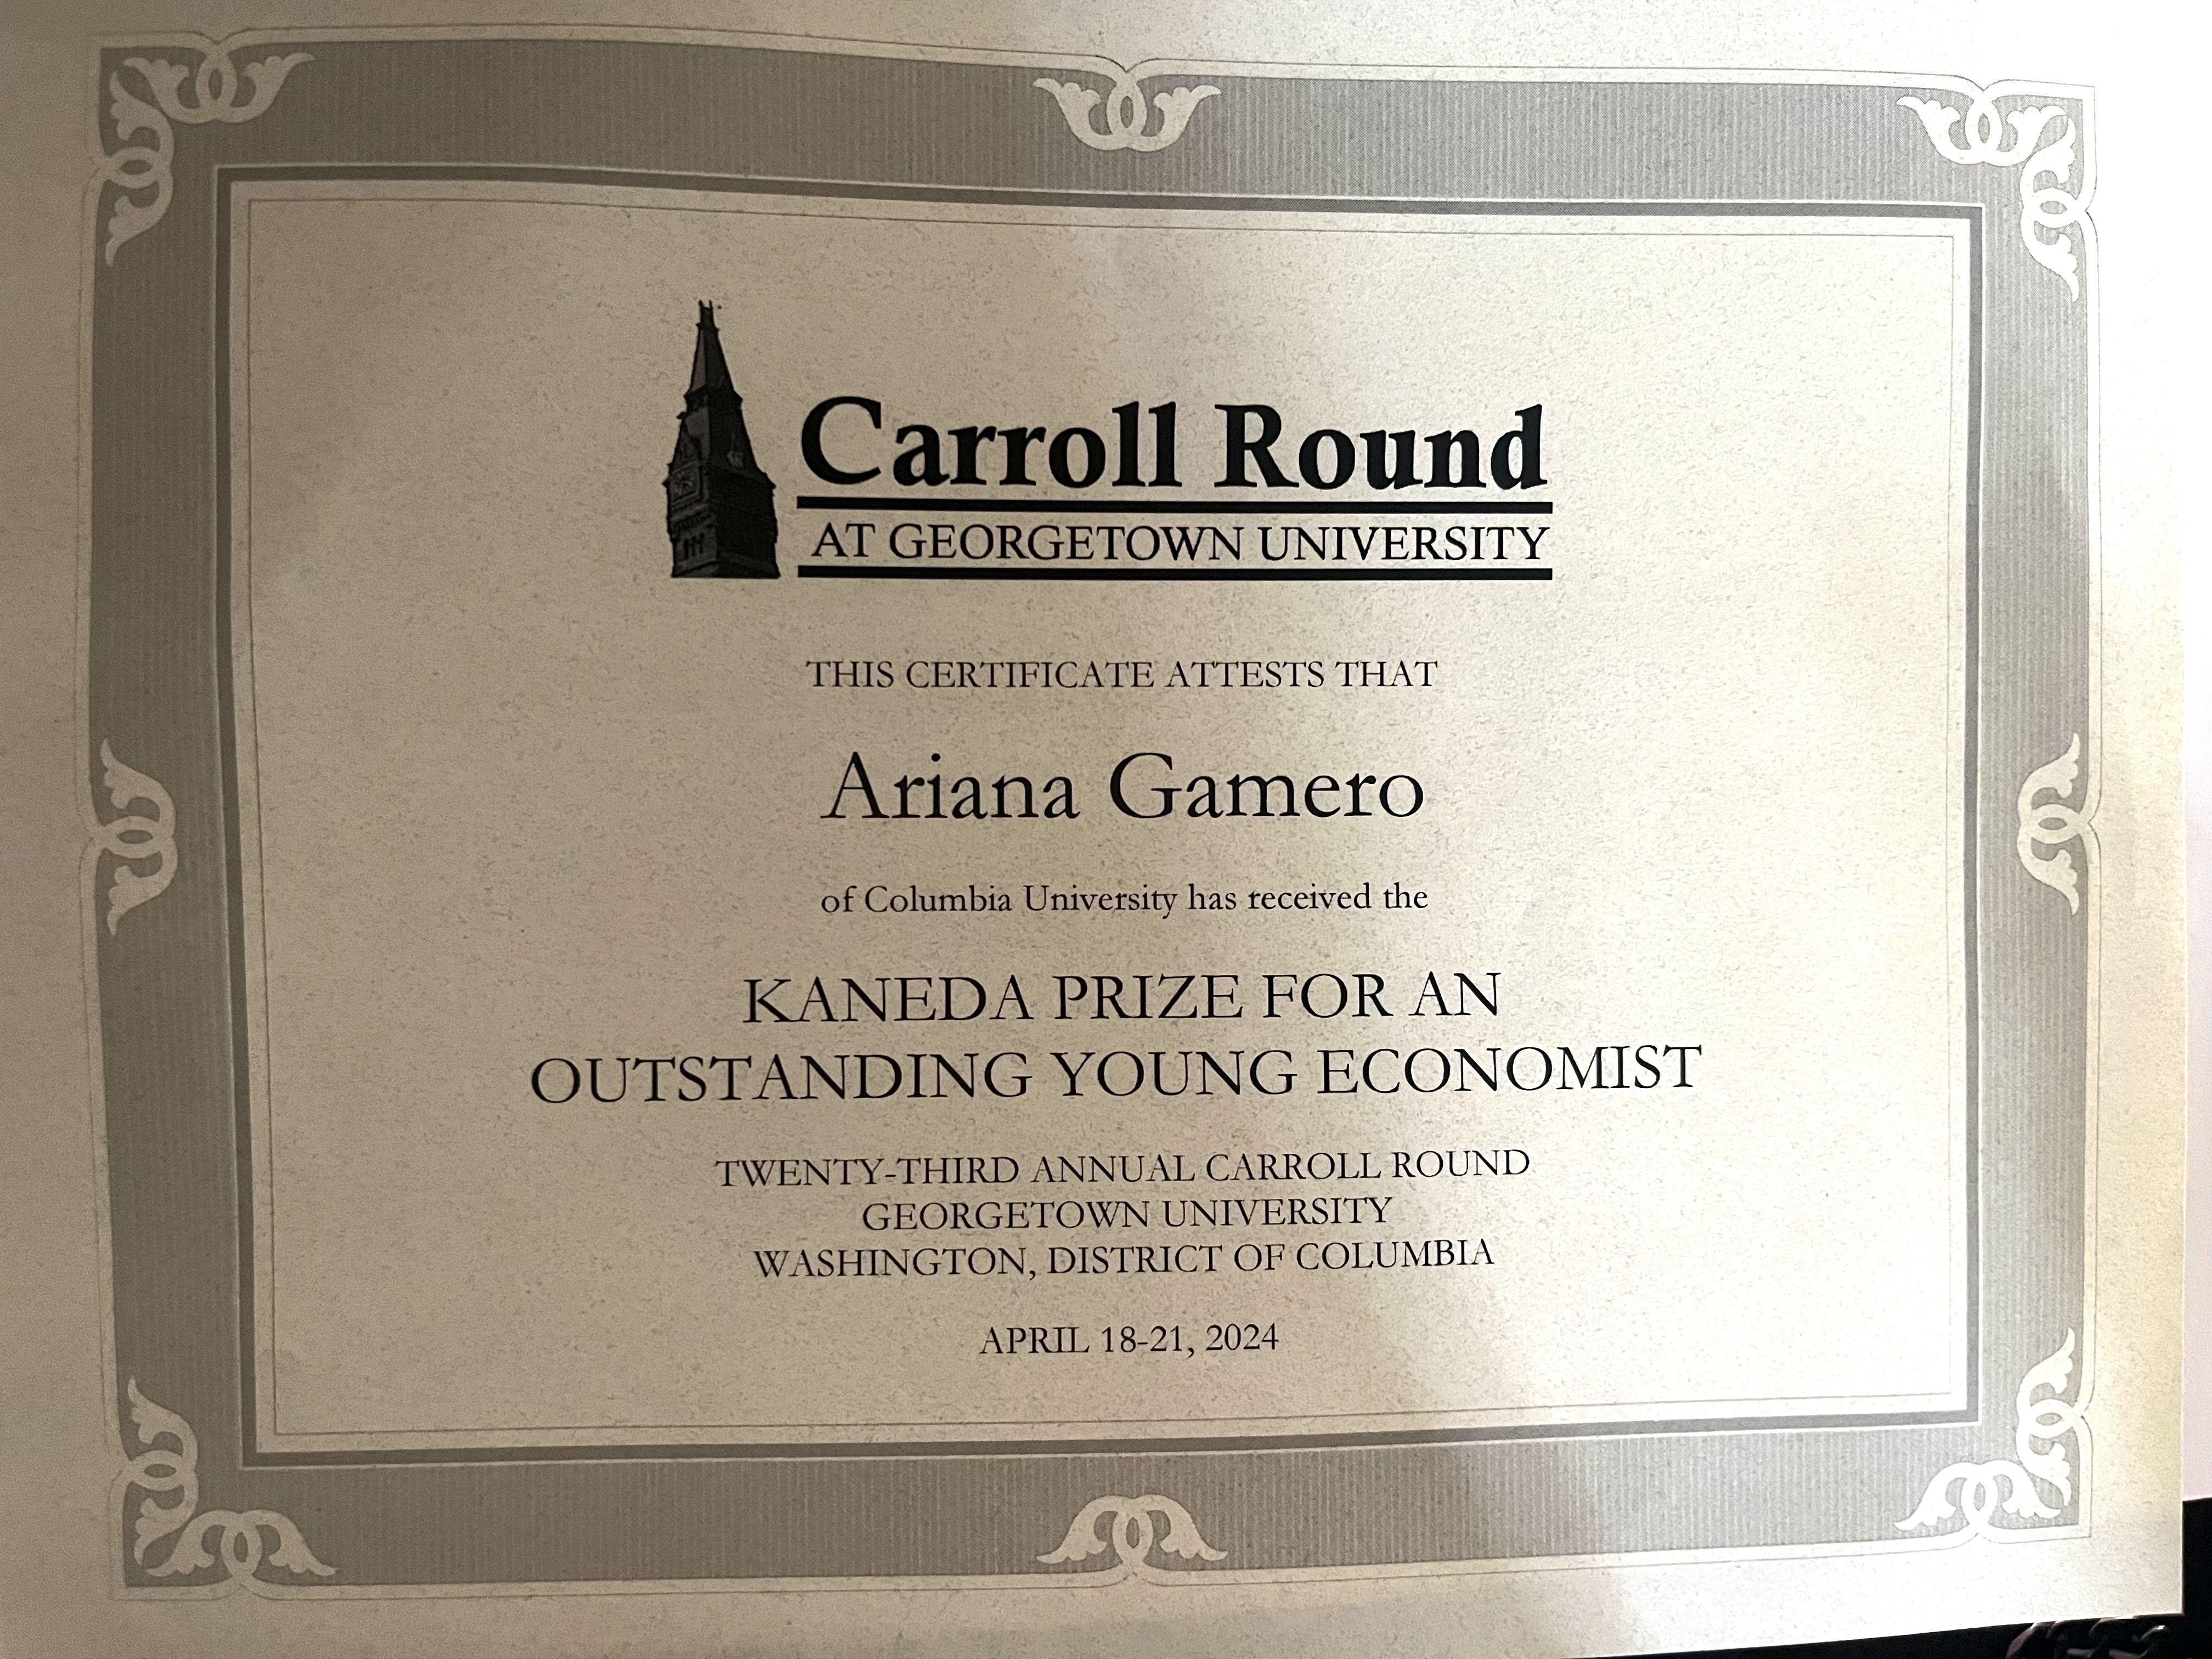 Carroll Round
AT GEORGETOWN UNIVERSITY
THIS CERTIFICATE ATTESTS THAT
Ariana Gamero
of Columbia University has received the
KANEDA PRIZE FOR AN
OUTSTANDING YOUNG ECONOMIST
TWENTY-THIRD ANNUAL CARROLL ROUND
GEORGETOWN UNIVERSITY
WASHINGTON, DISTRICT OF COLUMBIA
APRIL 18-21, 2024